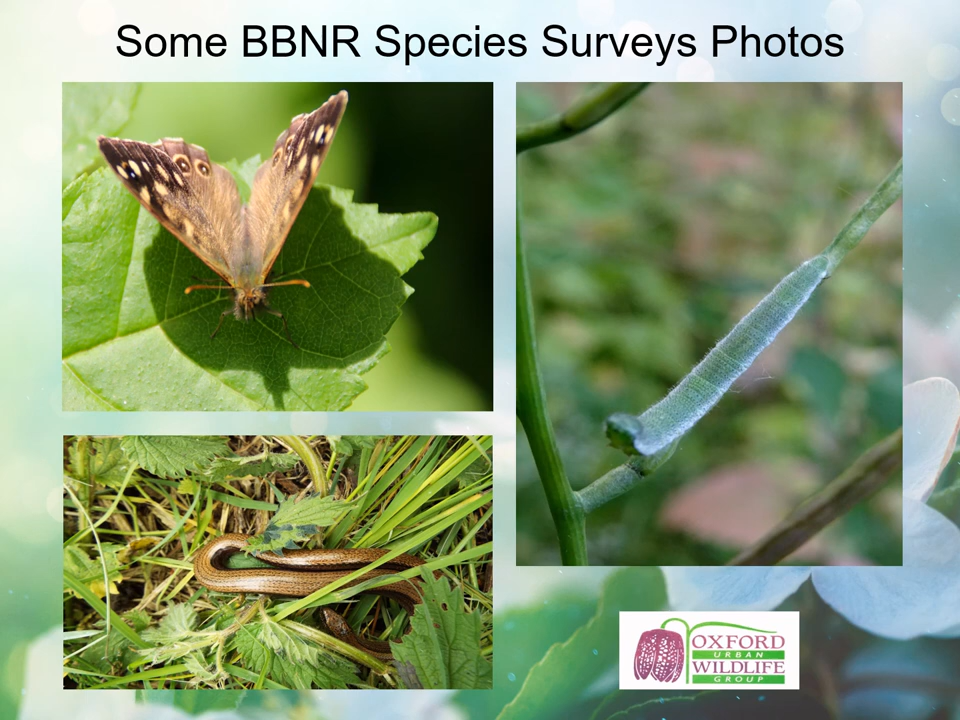 Some BBNR Species Surveys Photos
OXFORD
URBAN
WILDLIFE
GROUP